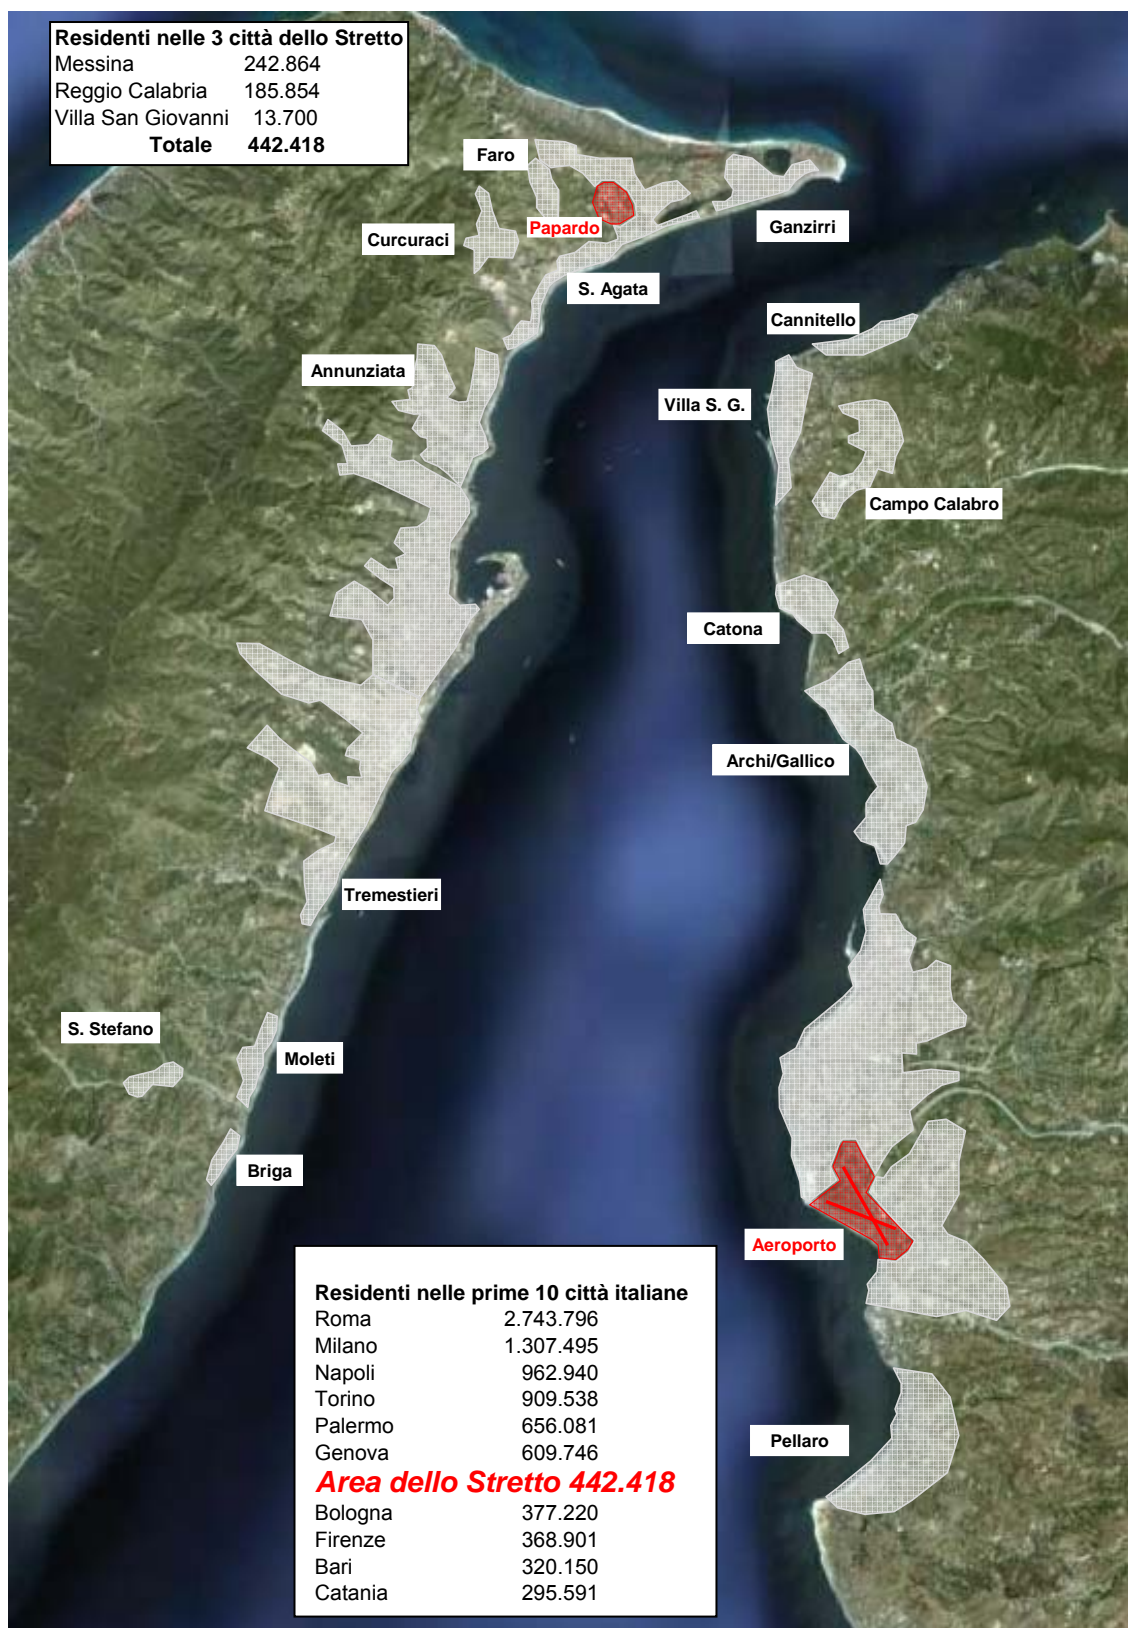 Residenti nelle 3 città dello Stretto
Messina 242.864
Reggio Calabria 185.854
Villa San Giovanni 13.700
Totale 442.418
Faro
Papardo
Curcuraci
Ganzirri
S. Agata
Cannitello
Annunziata
Villa S. G.
Campo Calabro
Catona
Archi/Gallico
Tremestieri
S. Stefano
Moleti
Briga
Aeroporto
Residenti nelle prime 10 città italiane
Roma 2.743.796
Milano 1.307.495
Napoli 962.940
Torino 909.538
Palermo 656.081
Genova 609.746
Area dello Stretto 442.418
Bologna 377.220
Firenze 368.901
Bari 320.150
Catania 295.591
Pellaro